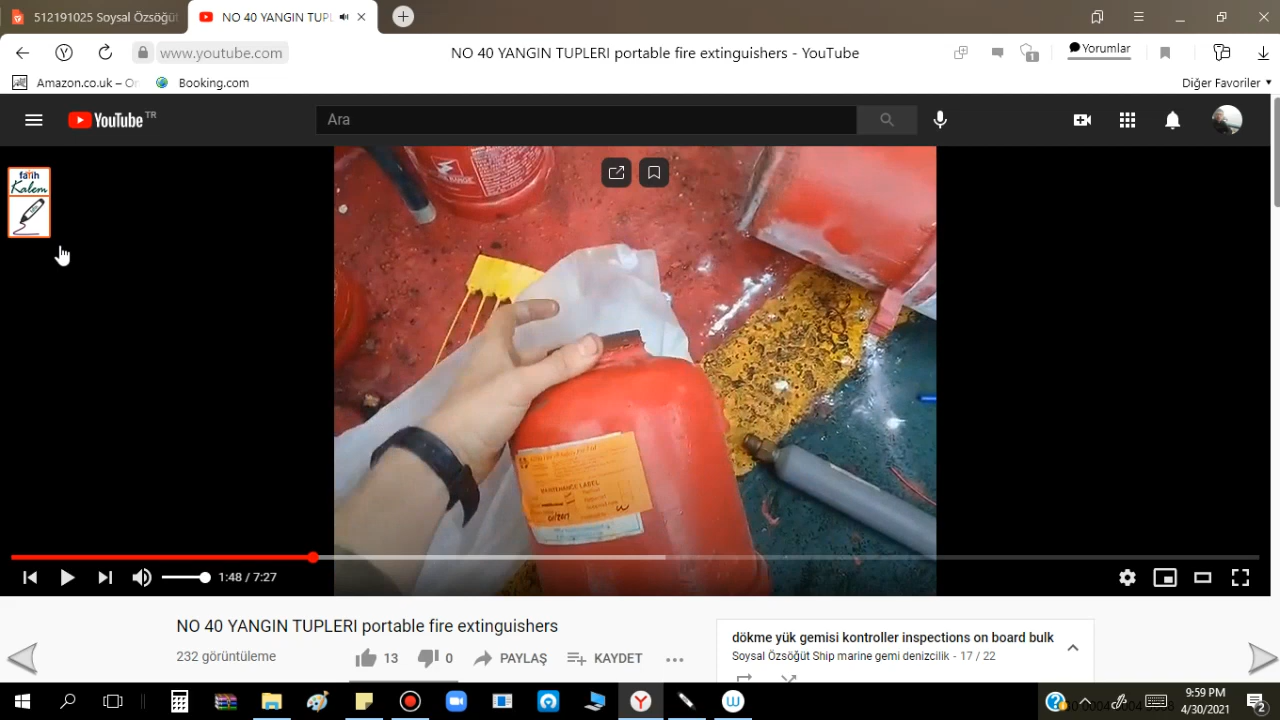 512191025 Soysal Özsöğüt
NO 40 YANGIN TUPL
www.youtube.com
NO 40 YANGIN TUPLERI portable fire extinguishers - YouTube
1
Yorumlar
Amazon.co.uk – On
Booking.com
Diğer Favoriler
YouTube TR
Ara
fatih
Kalem
MAINTENANCE LABEL
1:48 / 7:27
NO 40 YANGIN TUPLERI portable fire extinguishers
232 görüntüleme
13
0
PAYLAŞ
KAYDET
dökme yük gemisi kontroller inspections on board bulk
Soysal Özsöğüt Ship marine gemi denizcilik - 17 / 22
9:59 PM
4/30/2021
2